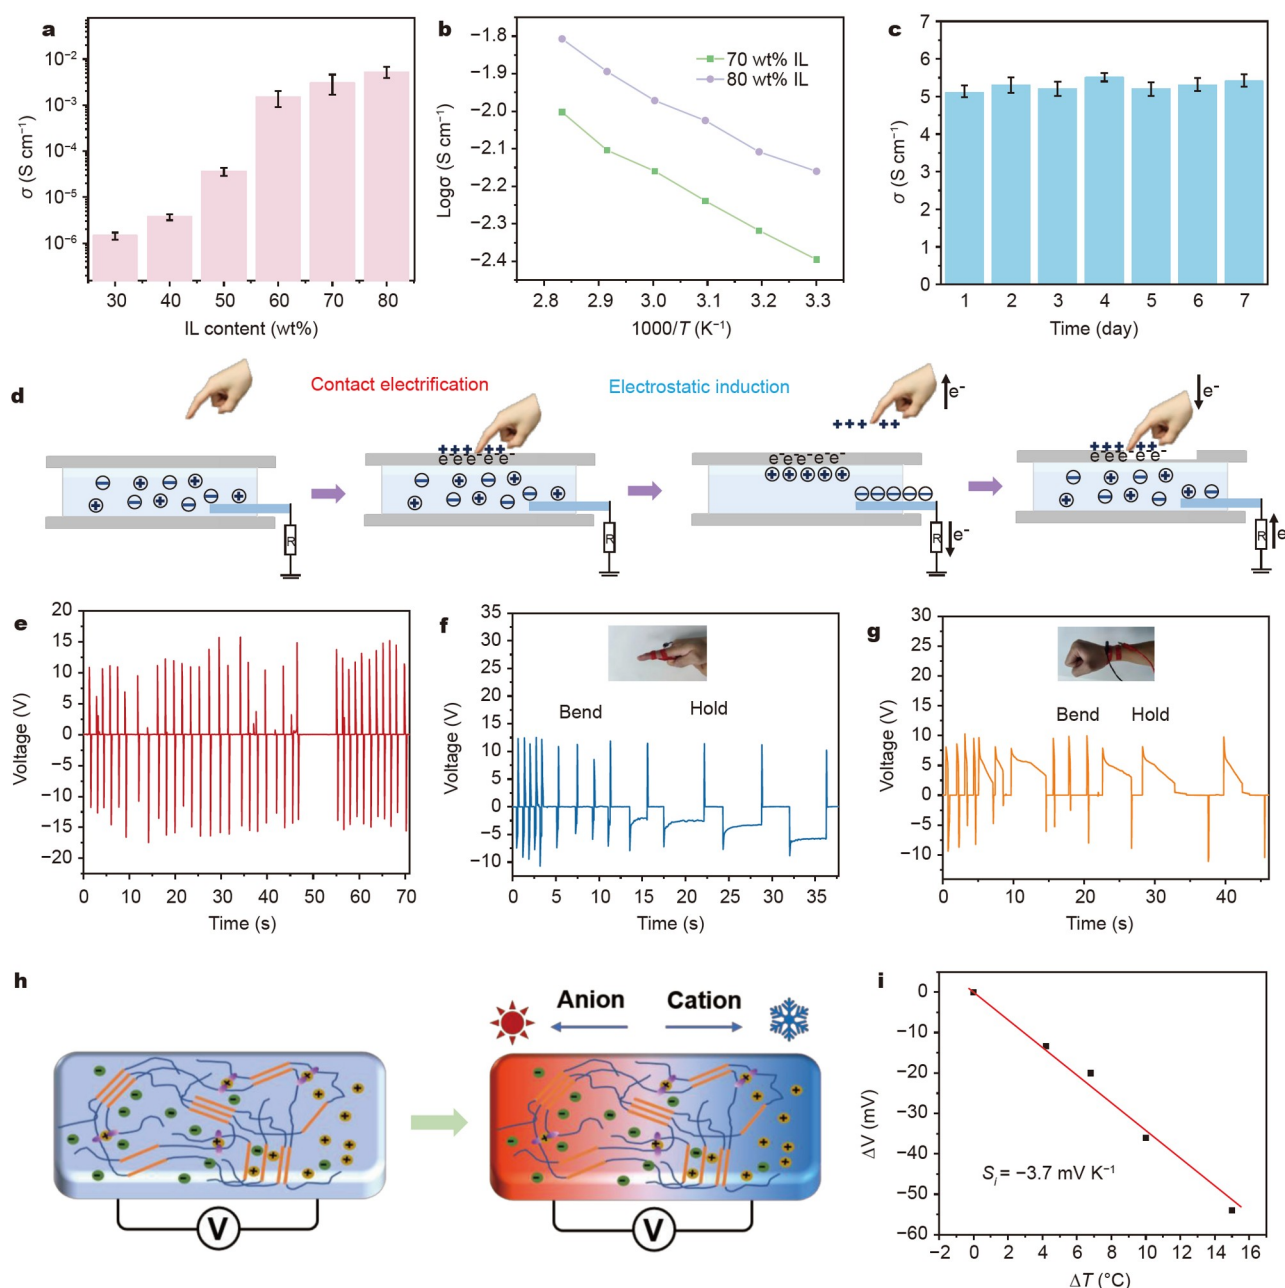 a
σ (S cm⁻¹)
10⁻²
10⁻³
10⁻⁴
10⁻⁵
10⁻⁶
30 40 50 60 70 80
IL content (wt%)
b
Logσ (S cm⁻¹)
−1.8
−1.9
−2.0
−2.1
−2.2
−2.3
−2.4
70 wt% IL
80 wt% IL
2.8 2.9 3.0 3.1 3.2 3.3
1000/T (K⁻¹)
c
σ (S cm⁻¹)
7
6
5
4
3
2
1
0
1 2 3 4 5 6 7
Time (day)
d
Contact electrification
Electrostatic induction
e⁻
e⁻
+++ ++
+++ ++
+++ ++
e⁻e⁻e⁻ e⁻e⁻
e⁻e⁻e⁻e⁻e⁻
e⁻e⁻e⁻ e⁻e⁻
R
R
R
e⁻
R
e
e
Voltage (V)
20
15
10
5
0
−5
−10
−15
−20
0 10 20 30 40 50 60 70
Time (s)
f
Voltage (V)
35
30
25
20
15
10
5
0
−5
−10
Bend
Hold
0 5 10 15 20 25 30 35
Time (s)
g
Voltage (V)
30
25
20
15
10
5
0
−5
−10
Bend
Hold
0 10 20 30 40
Time (s)
h
Anion
Cation
V
V
i
ΔV (mV)
0
−10
−20
−30
−40
−50
−60
Sᵢ = −3.7 mV K⁻¹
−2 0 2 4 6 8 10 12 14 16
ΔT (°C)